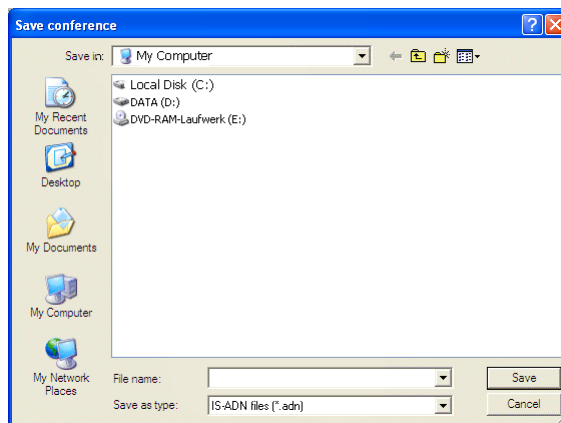 Save conference
Save in:
My Computer
Local Disk (C:)
DATA (D:)
DVD-RAM-Laufwerk (E:)
My Recent
Documents
Desktop
My Documents
My Computer
My Network
Places
File name:
Save
Save as type:
IS-ADN files (*.adn)
Cancel